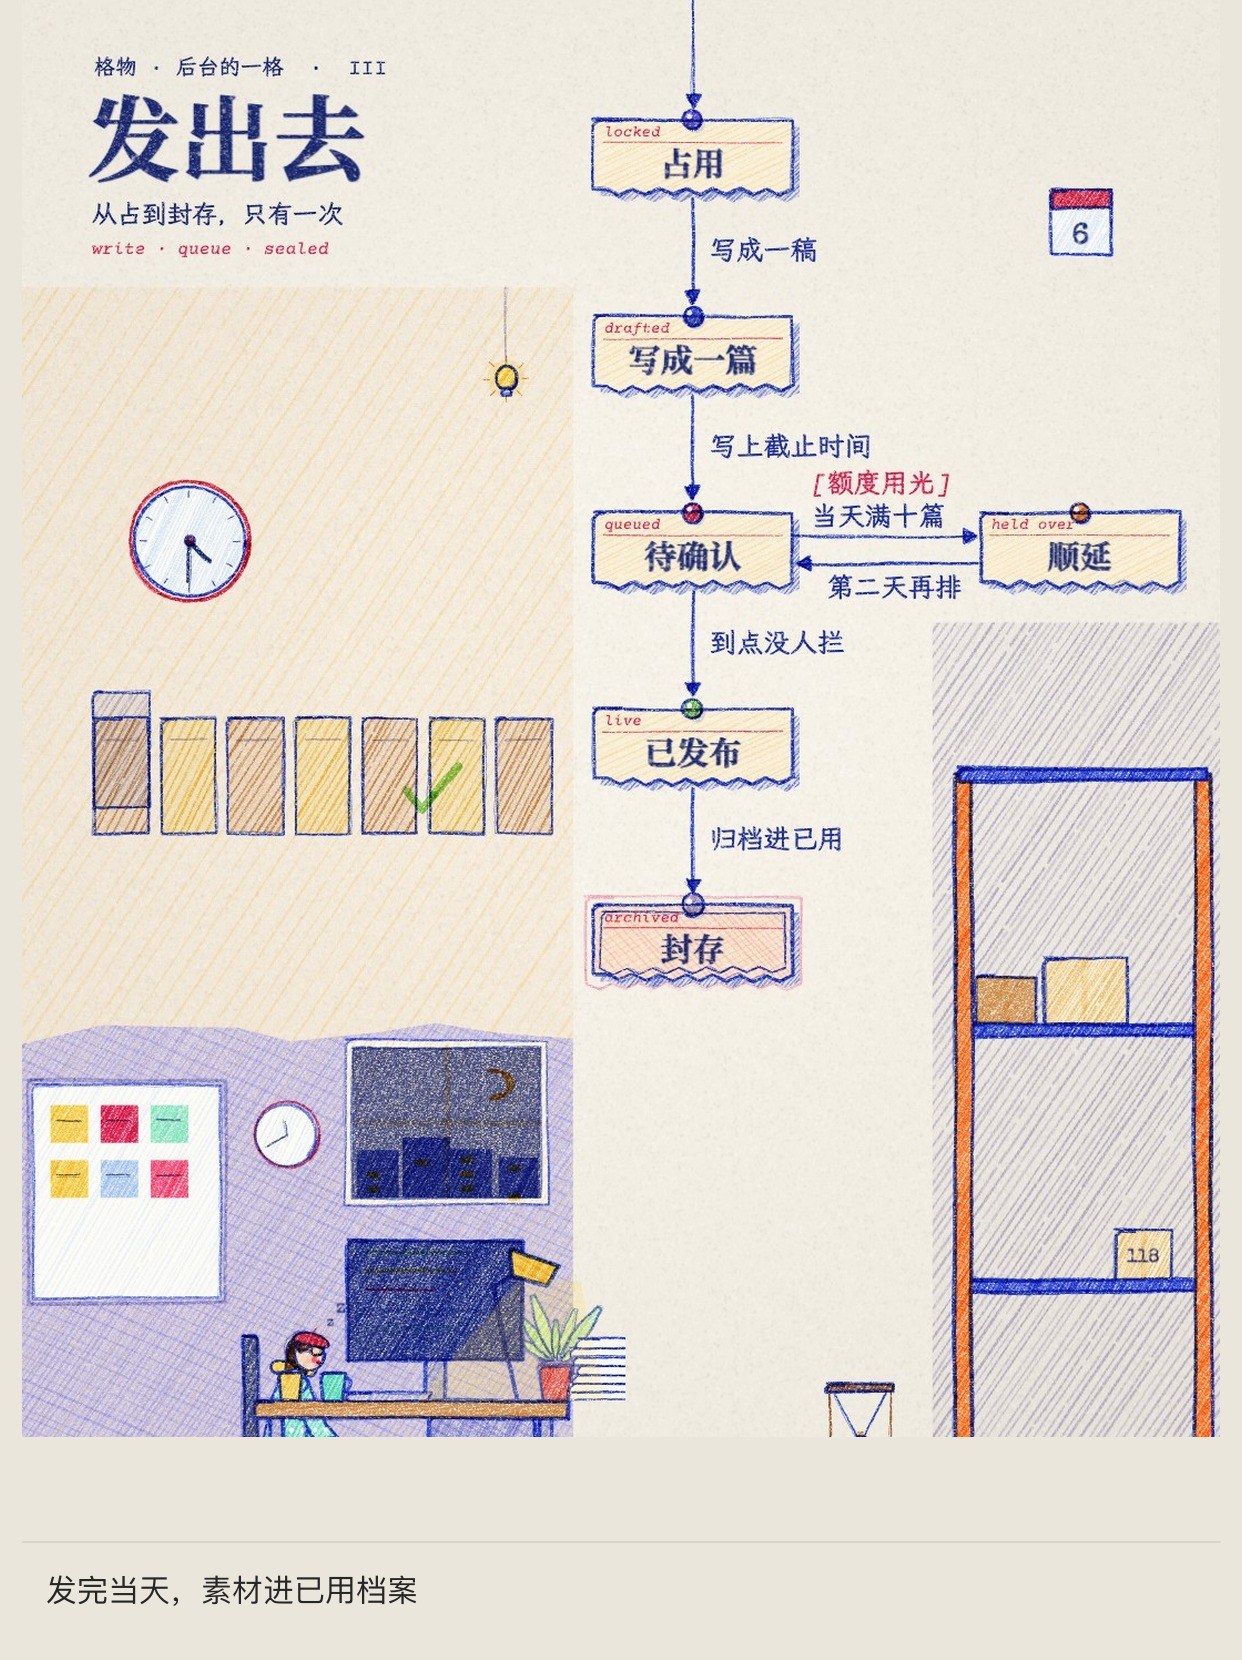 格物 · 后台的一格 · III
发出去
从占到封存，只有一次
write · queue · sealed
locked
占用
写成一稿
6
drafted
写成一篇
写上截止时间
[额度用光]
当天满十篇
queued
待确认
held over
顺延
第二天再排
到点没人拦
live
已发布
归档进已用
archived
封存
118
z
z
发完当天，素材进已用档案